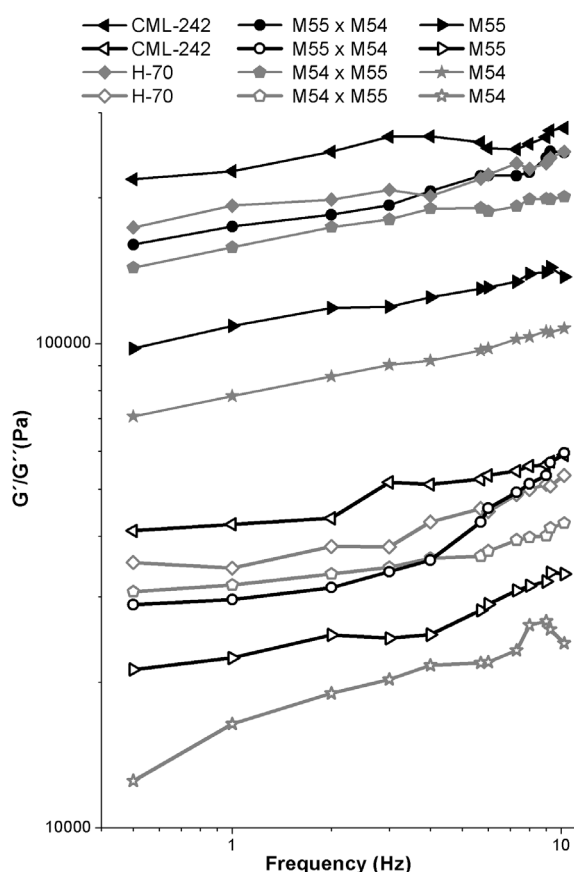 CML-242 M55 x M54 M55
CML-242 M55 x M54 M55
H-70 M54 x M55 M54
H-70 M54 x M55 M54
100000
G´/G´´(Pa)
10000
1 10
Frequency (Hz)